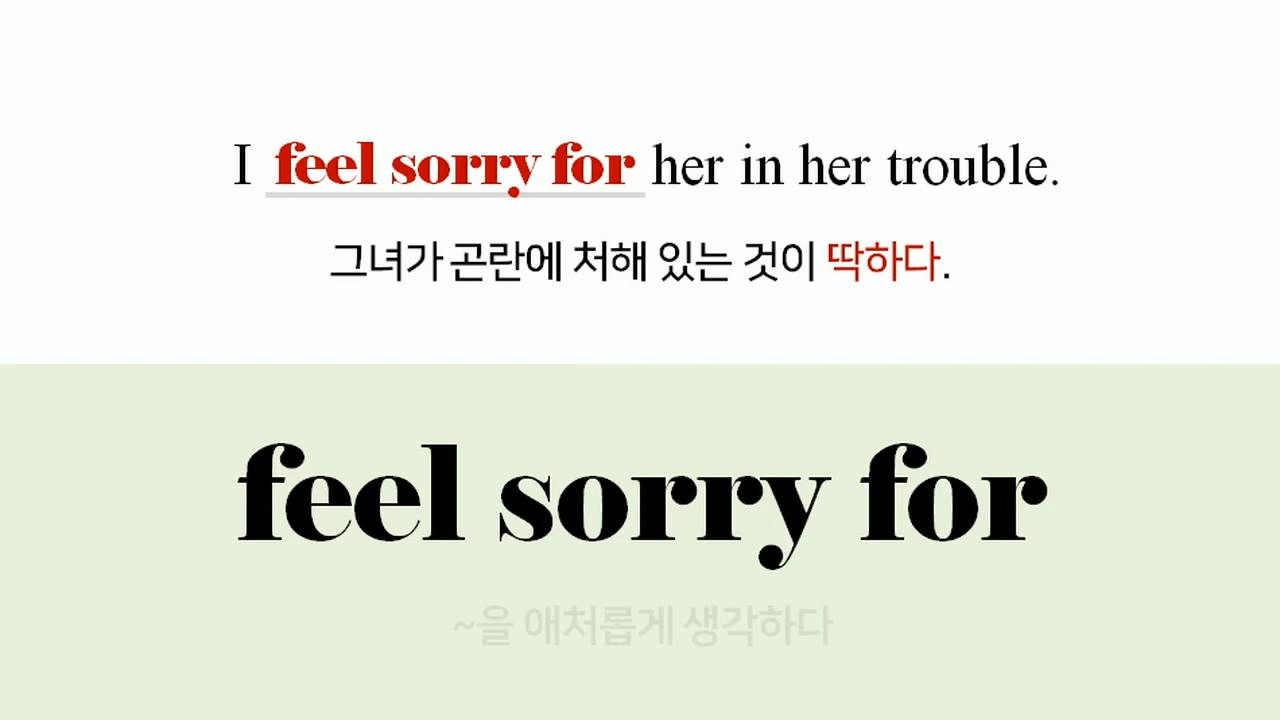 I feel sorry for her in her trouble.
그녀가 곤란에 처해 있는 것이 딱하다.
feel sorry for
~을 애처롭게 생각하다